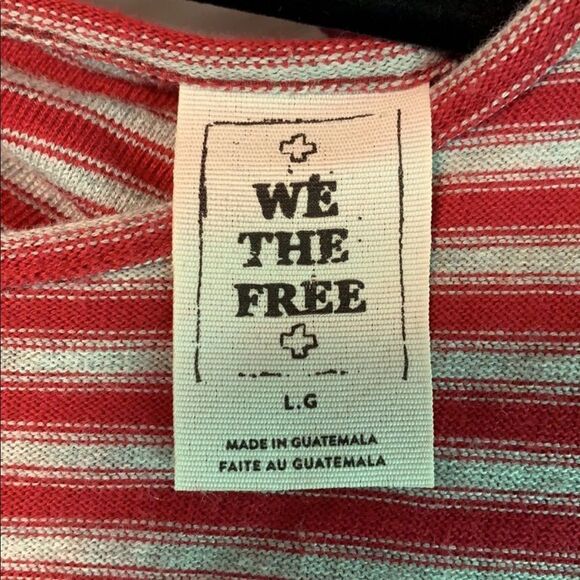 WE
THE
FREE
L.G
MADE IN GUATEMALA
FAITE AU GUATEMALA